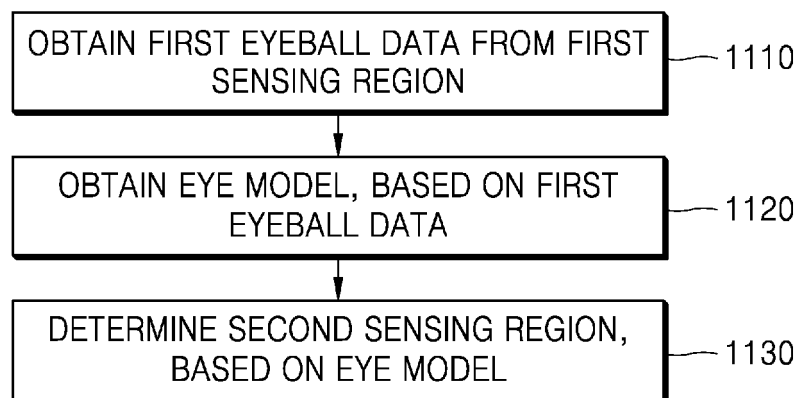 OBTAIN FIRST EYEBALL DATA FROM FIRST
SENSING REGION
1110
OBTAIN EYE MODEL, BASED ON FIRST
EYEBALL DATA
1120
DETERMINE SECOND SENSING REGION,
BASED ON EYE MODEL
1130